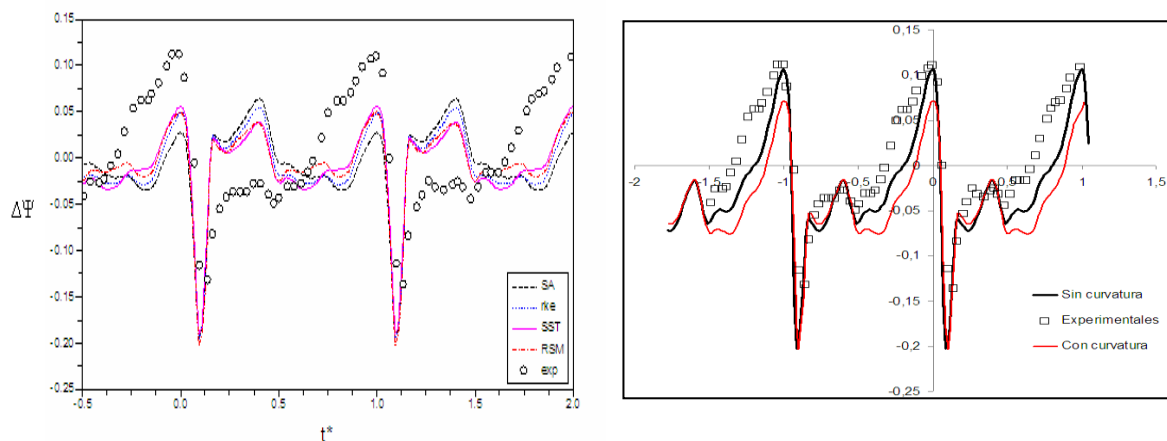 0.15
0.10
0.05
0.00
-0.05
-0.10
-0.15
-0.20
-0.25
ΔΨ
-0.5 0.0 0.5 1.0 1.5 2.0
t*
SA
rke
SST
RSM
exp
0,15
0,1
0,05
0
-0,05
-0,1
-0,15
-0,2
-0,25
-2 -1,5 -1 -0,5 0 0,5 1 1,5
Sin curvatura
Experimentales
Con curvatura